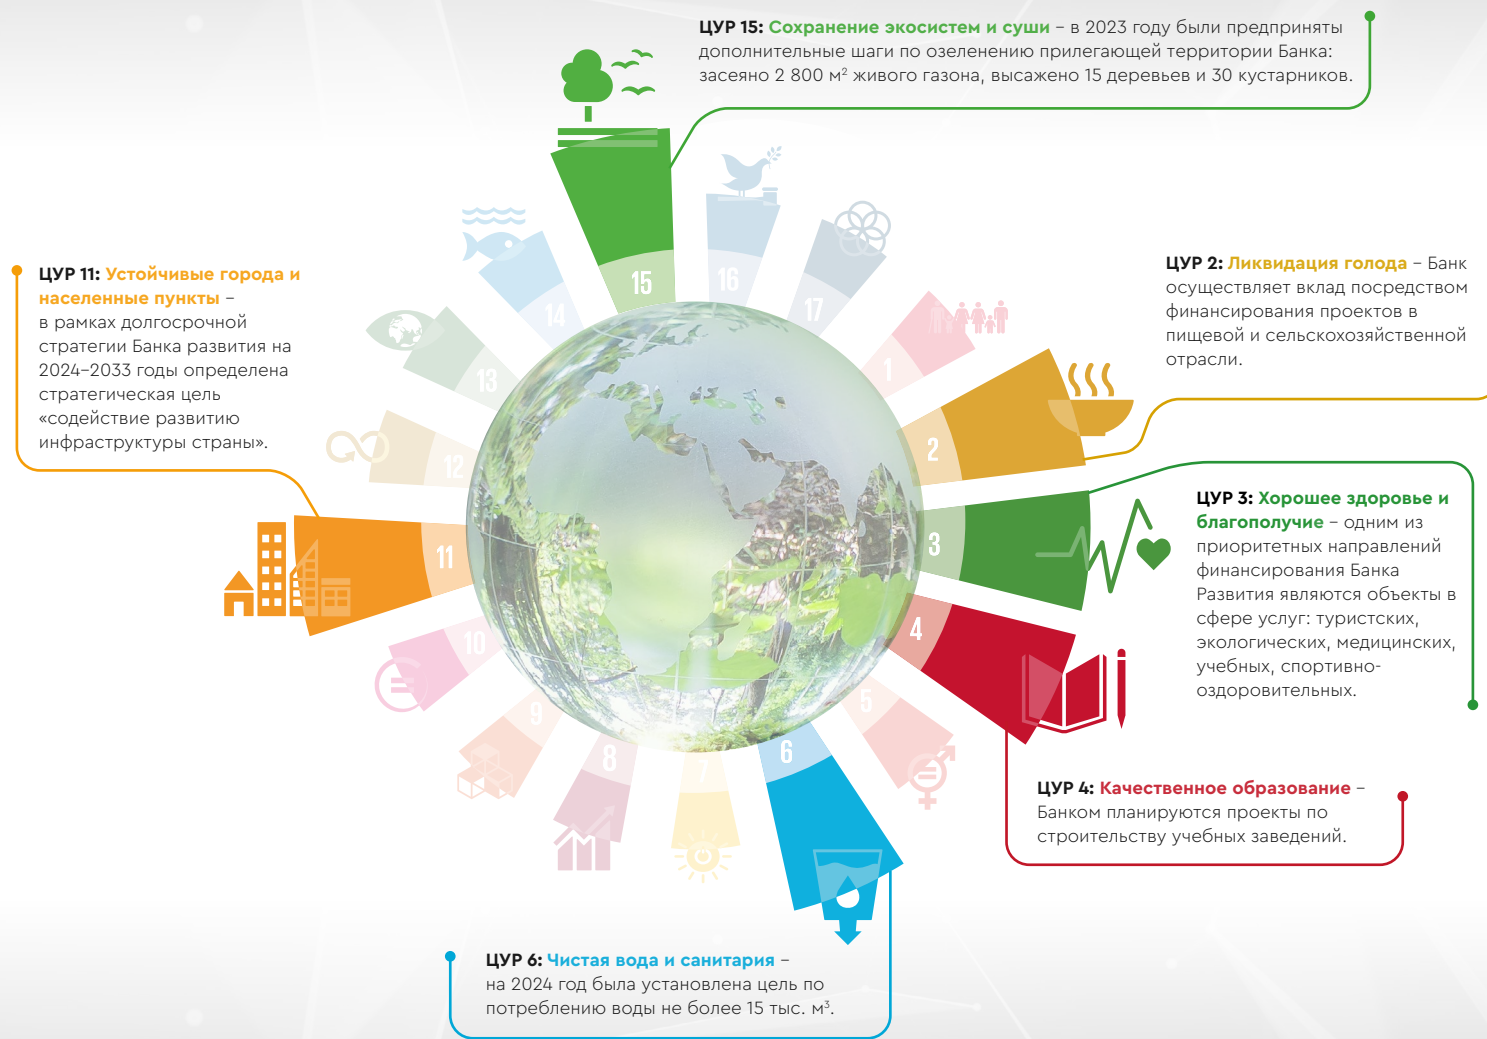 ЦУР 15: Сохранение экосистем и суши – в 2023 году были предприняты
дополнительные шаги по озеленению прилегающей территории Банка:
засеяно 2 800 м² живого газона, высажено 15 деревьев и 30 кустарников.
ЦУР 11: Устойчивые города и
населенные пункты –
в рамках долгосрочной
стратегии Банка развития на
2024–2033 годы определена
стратегическая цель
«содействие развитию
инфраструктуры страны».
ЦУР 2: Ликвидация голода – Банк
осуществляет вклад посредством
финансирования проектов в
пищевой и сельскохозяйственной
отрасли.
ЦУР 3: Хорошее здоровье и
благополучие – одним из
приоритетных направлений
финансирования Банка
Развития являются объекты в
сфере услуг: туристских,
экологических, медицинских,
учебных, спортивно-
оздоровительных.
ЦУР 4: Качественное образование –
Банком планируются проекты по
строительству учебных заведений.
ЦУР 6: Чистая вода и санитария –
на 2024 год была установлена цель по
потреблению воды не более 15 тыс. м³.
1
2
3
4
5
6
7
8
9
10
11
12
13
14
15
16
17